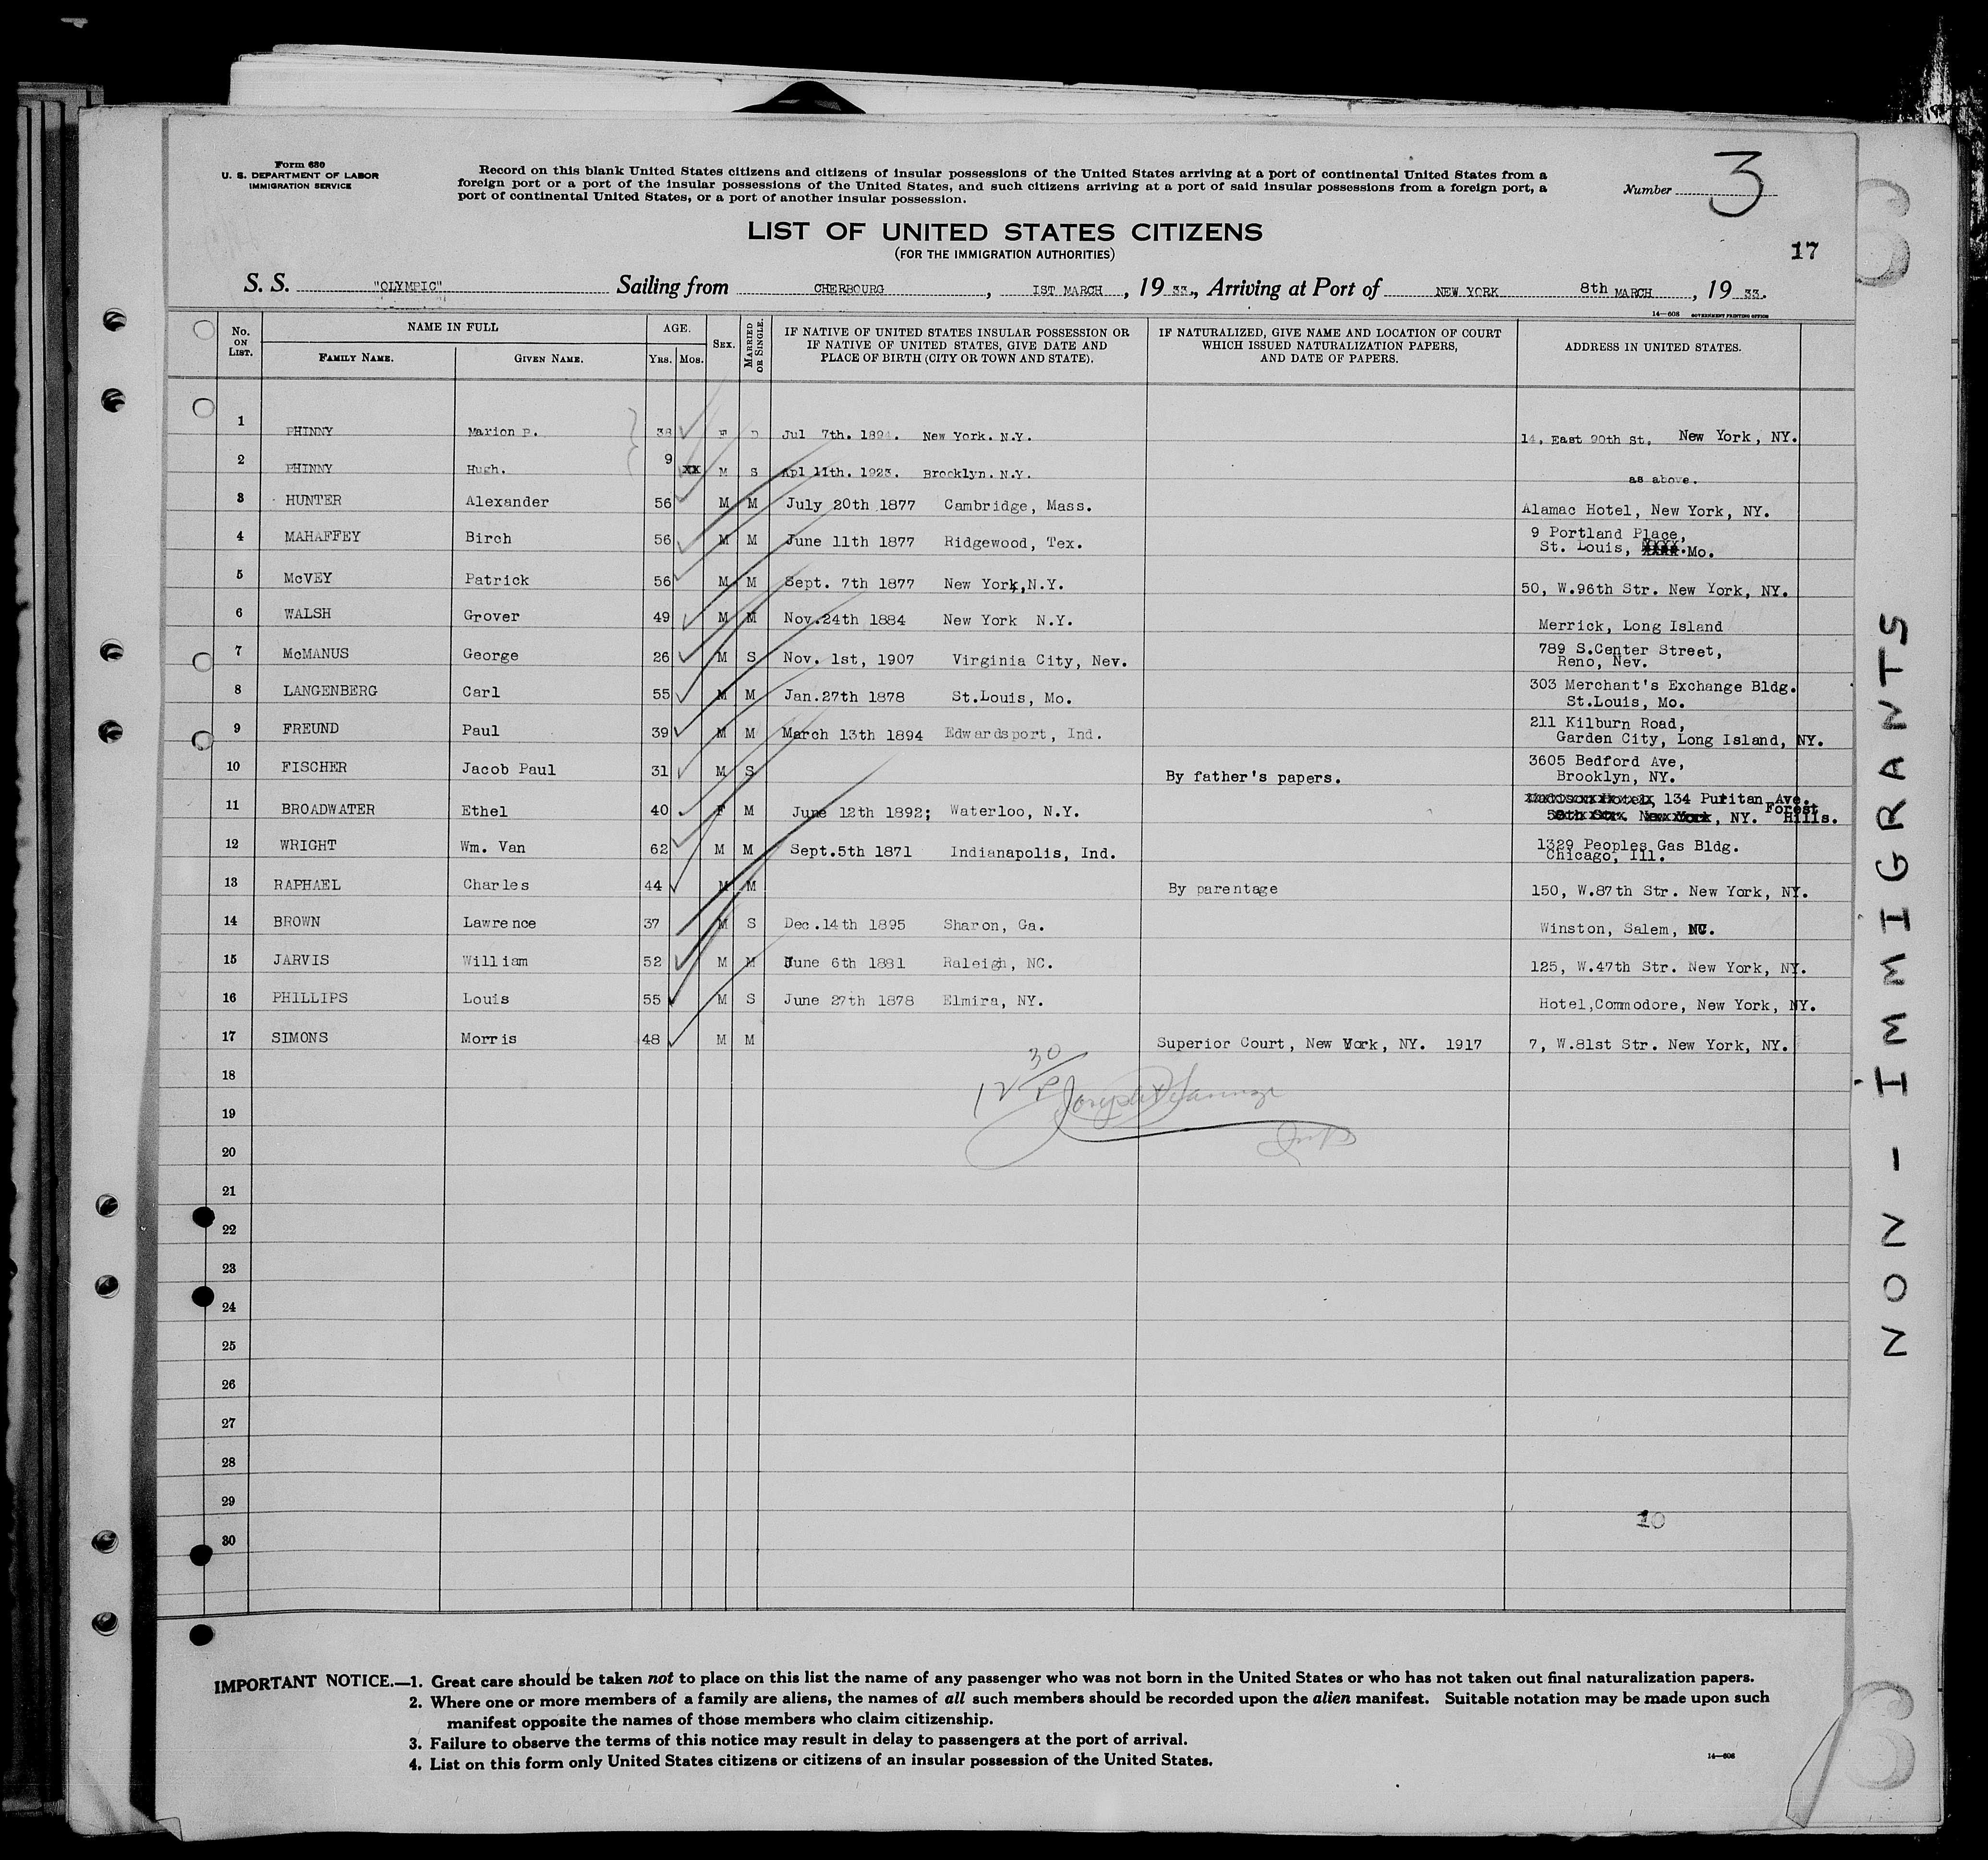 Form 630
U. S. DEPARTMENT OF LABOR
IMMIGRATION SERVICE
Record on this blank United States citizens and citizens of insular possessions of the United States arriving at a port of continental United States from a
foreign port or a port of the insular possessions of the United States, and such citizens arriving at a port of said insular possessions from a foreign port, a
port of continental United States, or a port of another insular possession.
Number 3
LIST OF UNITED STATES CITIZENS
(FOR THE IMMIGRATION AUTHORITIES)
17
S. S. "OLYMPIC" Sailing from CHERBOURG, 1ST MARCH, 19 33., Arriving at Port of NEW YORK 8th MARCH, 19 33.
14—608 GOVERNMENT PRINTING OFFICE
No. ON LIST. NAME IN FULL FAMILY NAME. GIVEN NAME. AGE. YRS. MOS. SEX. MARRIED OR SINGLE. IF NATIVE OF UNITED STATES INSULAR POSSESSION OR IF NATIVE OF UNITED STATES, GIVE DATE AND PLACE OF BIRTH (CITY OR TOWN AND STATE). IF NATURALIZED, GIVE NAME AND LOCATION OF COURT WHICH ISSUED NATURALIZATION PAPERS, AND DATE OF PAPERS. ADDRESS IN UNITED STATES.
1 PHINNY Marion P. 38 F D Jul 7th. 1894. New York. N.Y. 14, East 90th St, New York, NY.
2 PHINNY Hugh. 9 xx M S Apl 11th. 1923. Brooklyn. N.Y. as above.
3 HUNTER Alexander 56 M M July 20th 1877 Cambridge, Mass. Alamac Hotel, New York, NY.
4 MAHAFFEY Birch 56 M M June 11th 1877 Ridgewood, Tex. 9 Portland Place,
St. Louis, Mo.
5 McVEY Patrick 56 M M Sept. 7th 1877 New York, N.Y. 50, W.96th Str. New York, NY.
6 WALSH Grover 49 M M Nov.24th 1884 New York N.Y. Merrick, Long Island
7 McMANUS George 26 M S Nov. 1st, 1907 Virginia City, Nev. 789 S.Center Street,
Reno, Nev.
8 LANGENBERG Carl 55 M M Jan.27th 1878 St.Louis, Mo. 303 Merchant's Exchange Bldg.
St.Louis, Mo.
9 FREUND Paul 39 M M March 13th 1894 Edwardsport, Ind. 211 Kilburn Road,
Garden City, Long Island, NY.
10 FISCHER Jacob Paul 31 M S By father's papers. 3605 Bedford Ave,
Brooklyn, NY.
11 BROADWATER Ethel 40 F M June 12th 1892; Waterloo, N.Y. 134 Puritan Ave.
NY. Forest Hills.
12 WRIGHT Wm. Van 62 M M Sept.5th 1871 Indianapolis, Ind. 1329 Peoples Gas Bldg.
Chicago, Ill.
13 RAPHAEL Charles 44 M M By parentage 150, W.87th Str. New York, NY.
14 BROWN Lawrence 37 M S Dec.14th 1895 Sharon, Ga. Winston, Salem, NC.
15 JARVIS William 52 M M June 6th 1881 Raleigh, NC. 125, W.47th Str. New York, NY.
16 PHILLIPS Louis 55 M S June 27th 1878 Elmira, NY. Hotel,Commodore, New York, NY.
17 SIMONS Morris 48 M M Superior Court, New York, NY. 1917 7, W.81st Str. New York, NY.
18
12 30 P Joseph
19
20
21
22
23
24
25
26
27
28
29
10
30
IMPORTANT NOTICE.—1. Great care should be taken not to place on this list the name of any passenger who was not born in the United States or who has not taken out final naturalization papers.
2. Where one or more members of a family are aliens, the names of all such members should be recorded upon the alien manifest. Suitable notation may be made upon such
manifest opposite the names of those members who claim citizenship.
3. Failure to observe the terms of this notice may result in delay to passengers at the port of arrival.
4. List on this form only United States citizens or citizens of an insular possession of the United States.
14—608
NON-IMMIGRANTS